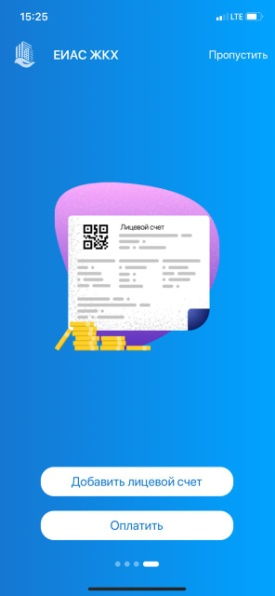 15:25
LTE
ЕИАС ЖКХ
Пропустить
Лицевой счет
Добавить лицевой счет
Оплатить